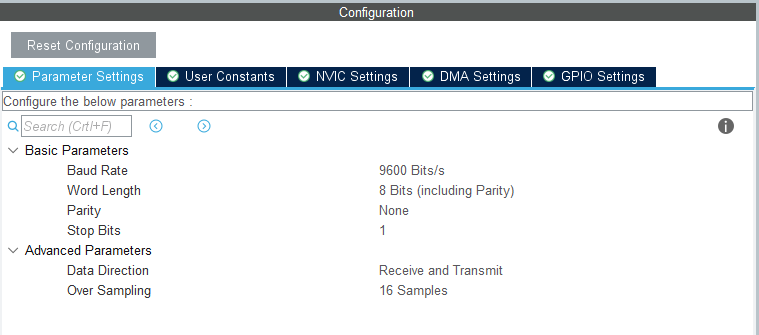 Configuration
Reset Configuration
Parameter Settings User Constants NVIC Settings DMA Settings GPIO Settings
Configure the below parameters :
Search (Crtl+F)
Basic Parameters
Baud Rate 9600 Bits/s
Word Length 8 Bits (including Parity)
Parity None
Stop Bits 1
Advanced Parameters
Data Direction Receive and Transmit
Over Sampling 16 Samples